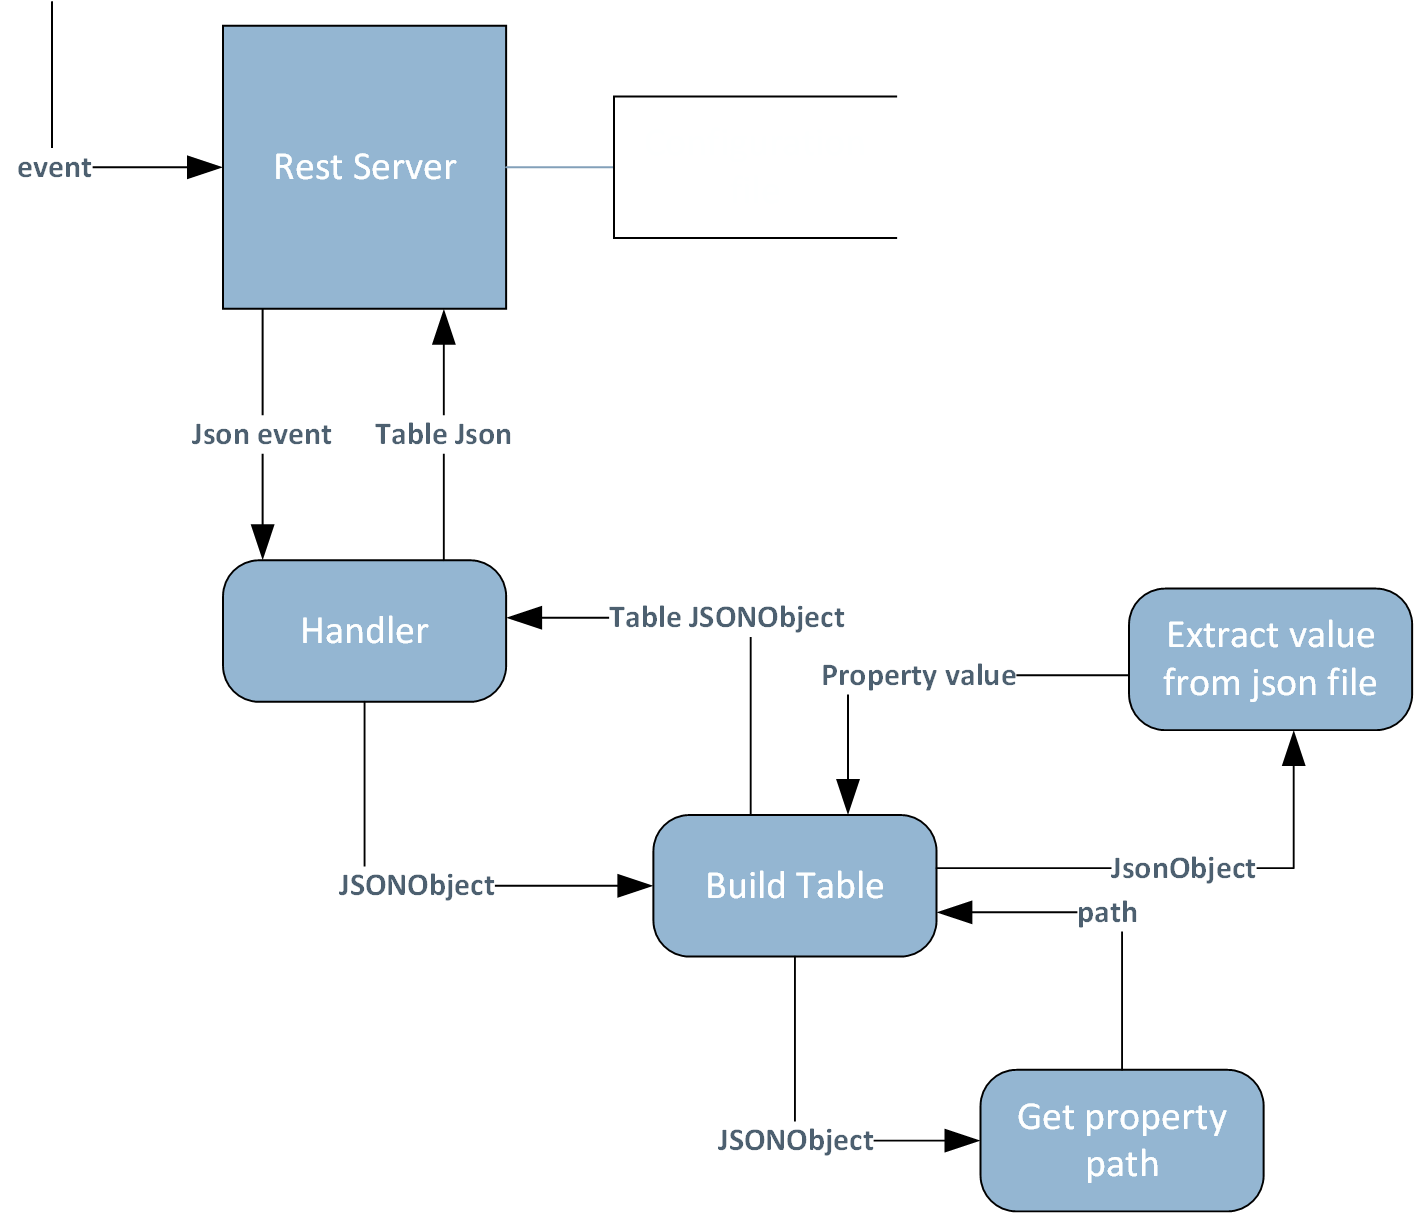 event
Rest Server
Json event
Table Json
Handler
Table JSONObject
Property value
Extract value
from json file
JSONObject
Build Table
JsonObject
path
JSONObject
Get property
path